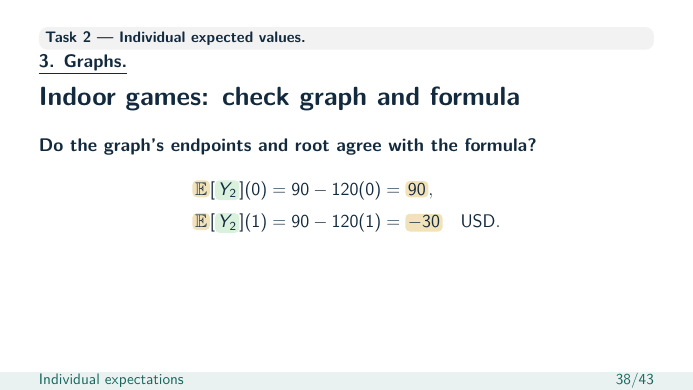 Task 2 — Individual expected values.
3. Graphs.
Indoor games: check graph and formula
Do the graph's endpoints and root agree with the formula?
𝔼[Y₂](0) = 90 − 120(0) = 90,
𝔼[Y₂](1) = 90 − 120(1) = −30 USD.
Individual expectations
38/43